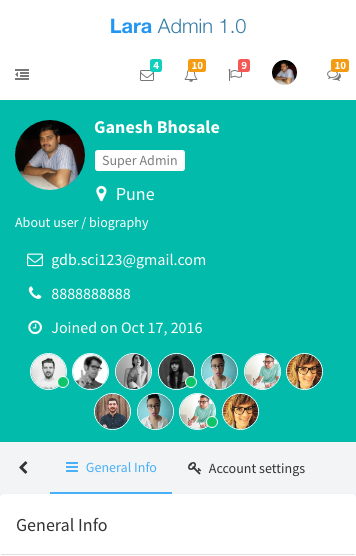 Lara Admin 1.0
4 10 9 10
Ganesh Bhosale
Super Admin
Pune
About user / biography
gdb.sci123@gmail.com
8888888888
Joined on Oct 17, 2016
General Info Account settings
General Info